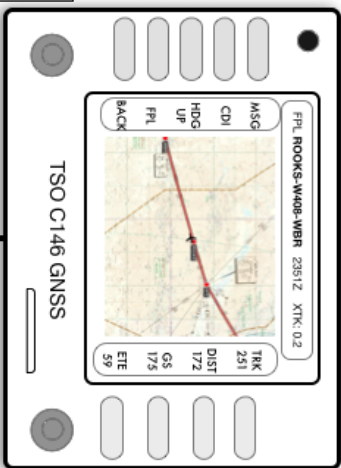 FPL ROOKS-W408-WBR 2351Z XTK: 0.2
MSG
CDI
HDG
UP
FPL
BACK
TRK
251
DIST
172
GS
175
ETE
59
TSO C146 GNSS